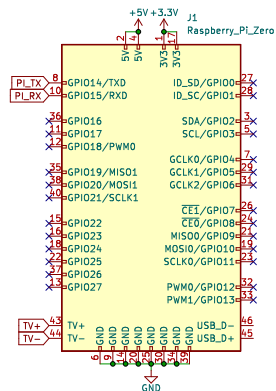 +5V +3.3V
J1
Raspberry_Pi_Zero
2 4 1 17
5V 5V 3V3 3V3
PI_TX 8 GPIO14/TXD ID_SD/GPIO0 27
PI_RX 10 GPIO15/RXD ID_SC/GPIO1 28
36 GPIO16 SDA/GPIO2 3
11 GPIO17 SCL/GPIO3 5
12 GPIO18/PWM0
GCLK0/GPIO4 7
35 GPIO19/MISO1 GCLK1/GPIO5 29
38 GPIO20/MOSI1 GCLK2/GPIO6 31
40 GPIO21/SCLK1
CE1/GPIO7 26
15 GPIO22 CE0/GPIO8 24
16 GPIO23 MISO0/GPIO9 21
18 GPIO24 MOSI0/GPIO10 19
22 GPIO25 SCLK0/GPIO11 23
37 GPIO26
13 GPIO27 PWM0/GPIO12 32
PWM1/GPIO13 33
TV+ 43 TV+ USB_D- 46
TV- 44 TV- USB_D+ 45
GND GND GND GND GND GND GND GND
6 9 14 20 25 30 34 39
GND